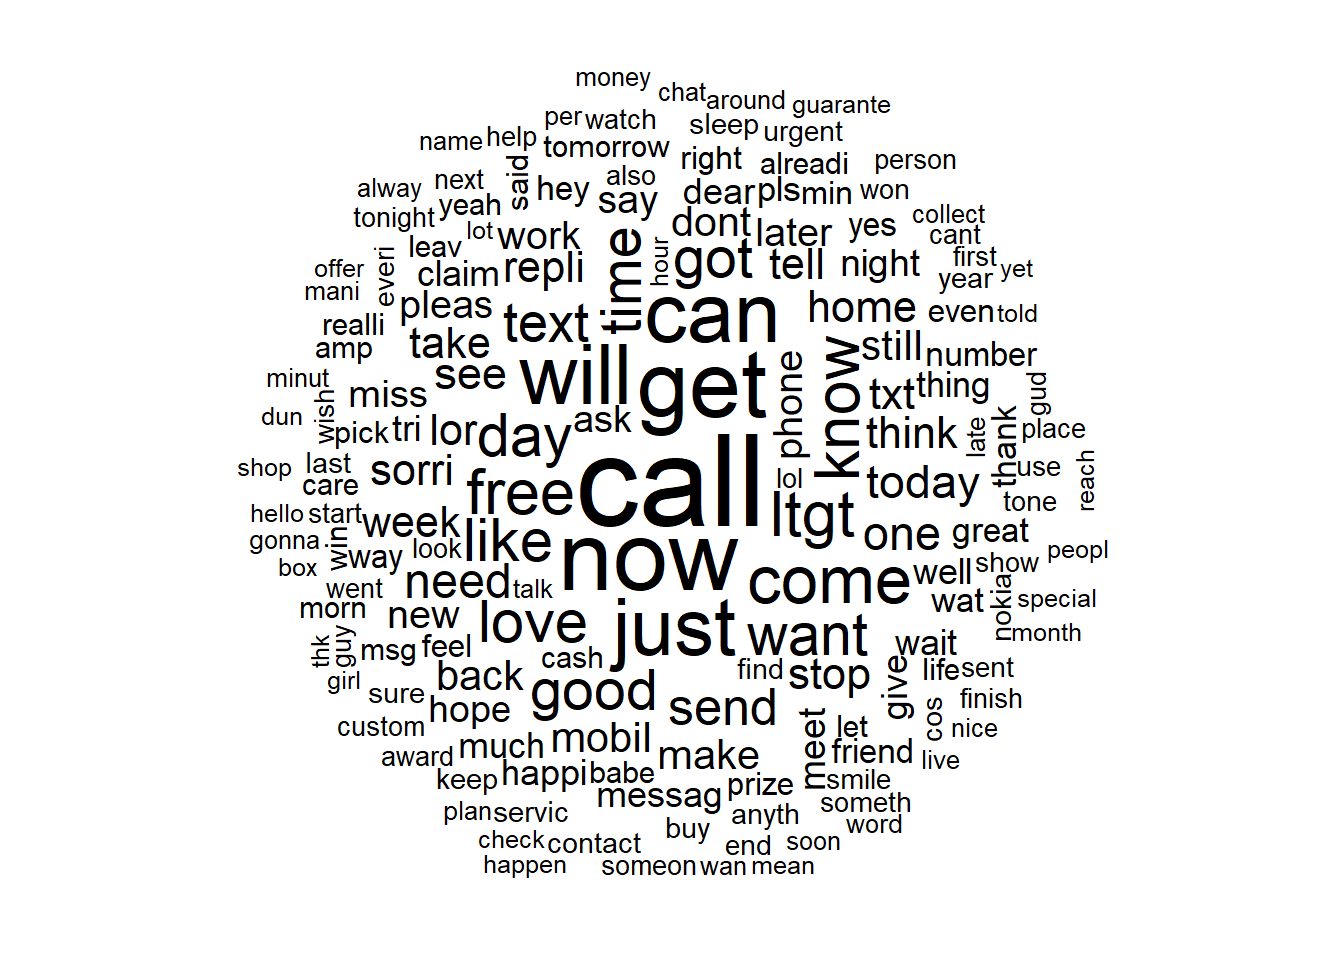 money
chat around guarante
per watch sleep urgent
name help tomorrow right alreadi person
said also
alway next hey say dear pls min won
tonight yeah lot work dont later yes collect
cant
leav time hour got tell night first
offer everi claim repli year yet
mani pleas can home even told
realli text
amp take still number
minut see will get phone know txt thing gud
dun wish miss ask
pick tri lor day think late thank place
shop last sorri call lol today use reach
care free tone
hello start week ltgt one great
gonna win way look like now peopl
box went need talk come well show
morn new love just want wat nokia special
thk guy msg feel wait month
girl back cash find stop give life sent
sure good send cos finish
custom hope meet let nice
award much mobil make friend live
keep happi babe prize smile
plan servic messag anyth someth
check contact buy end soon word
happen someon wan mean